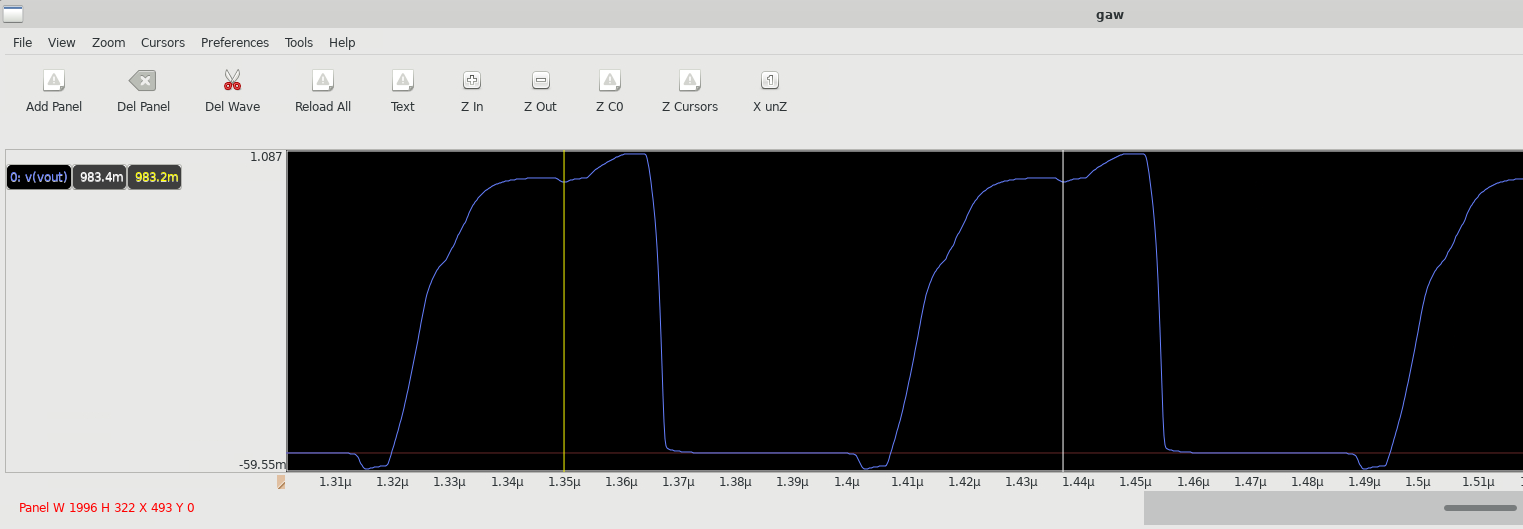 gaw
File View Zoom Cursors Preferences Tools Help
Add Panel Del Panel Del Wave Reload All Text Z In Z Out Z C0 Z Cursors X unZ
1.087
0: v(vout) 983.4m 983.2m
-59.55m
1.31µ 1.32µ 1.33µ 1.34µ 1.35µ 1.36µ 1.37µ 1.38µ 1.39µ 1.4µ 1.41µ 1.42µ 1.43µ 1.44µ 1.45µ 1.46µ 1.47µ 1.48µ 1.49µ 1.5µ 1.51µ
Panel W 1996 H 322 X 493 Y 0